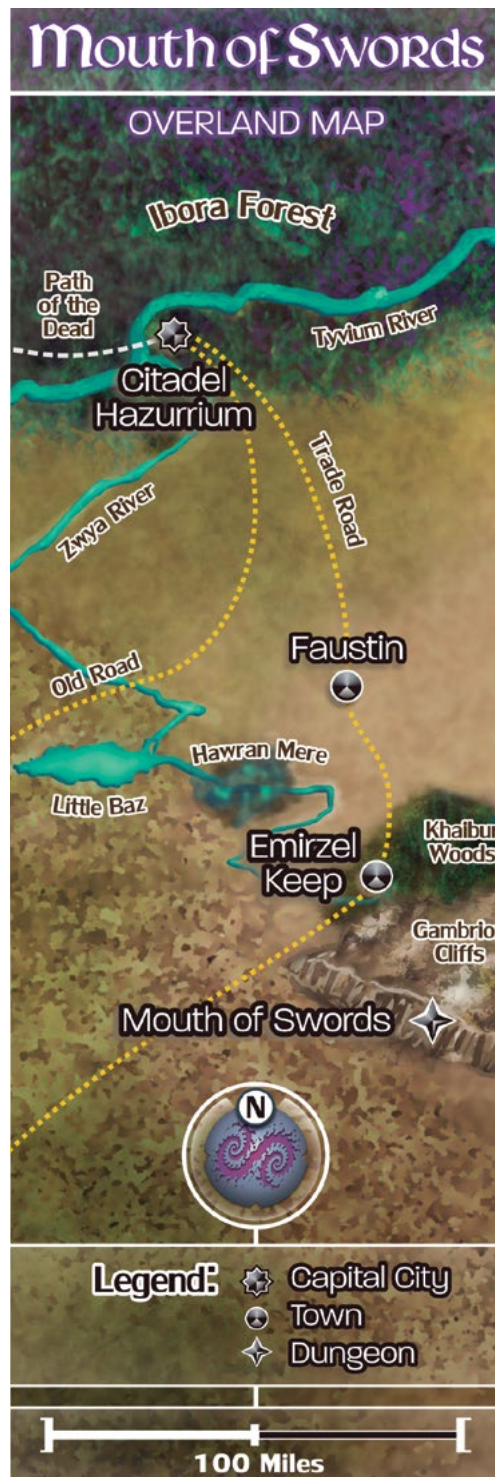 Mouth of Swords
OVERLAND MAP
Ibora Forest
Path
of the
Dead
Tyvium River
Citadel
Hazurrium
Trade Road
Zwya River
Faustin
Old Road
Hawran Mere
Little Baz
Emirzel
Keep
Khaibur
Woods
Gambrion
Cliffs
Mouth of Swords
N
Legend:
Capital City
Town
Dungeon
100 Miles